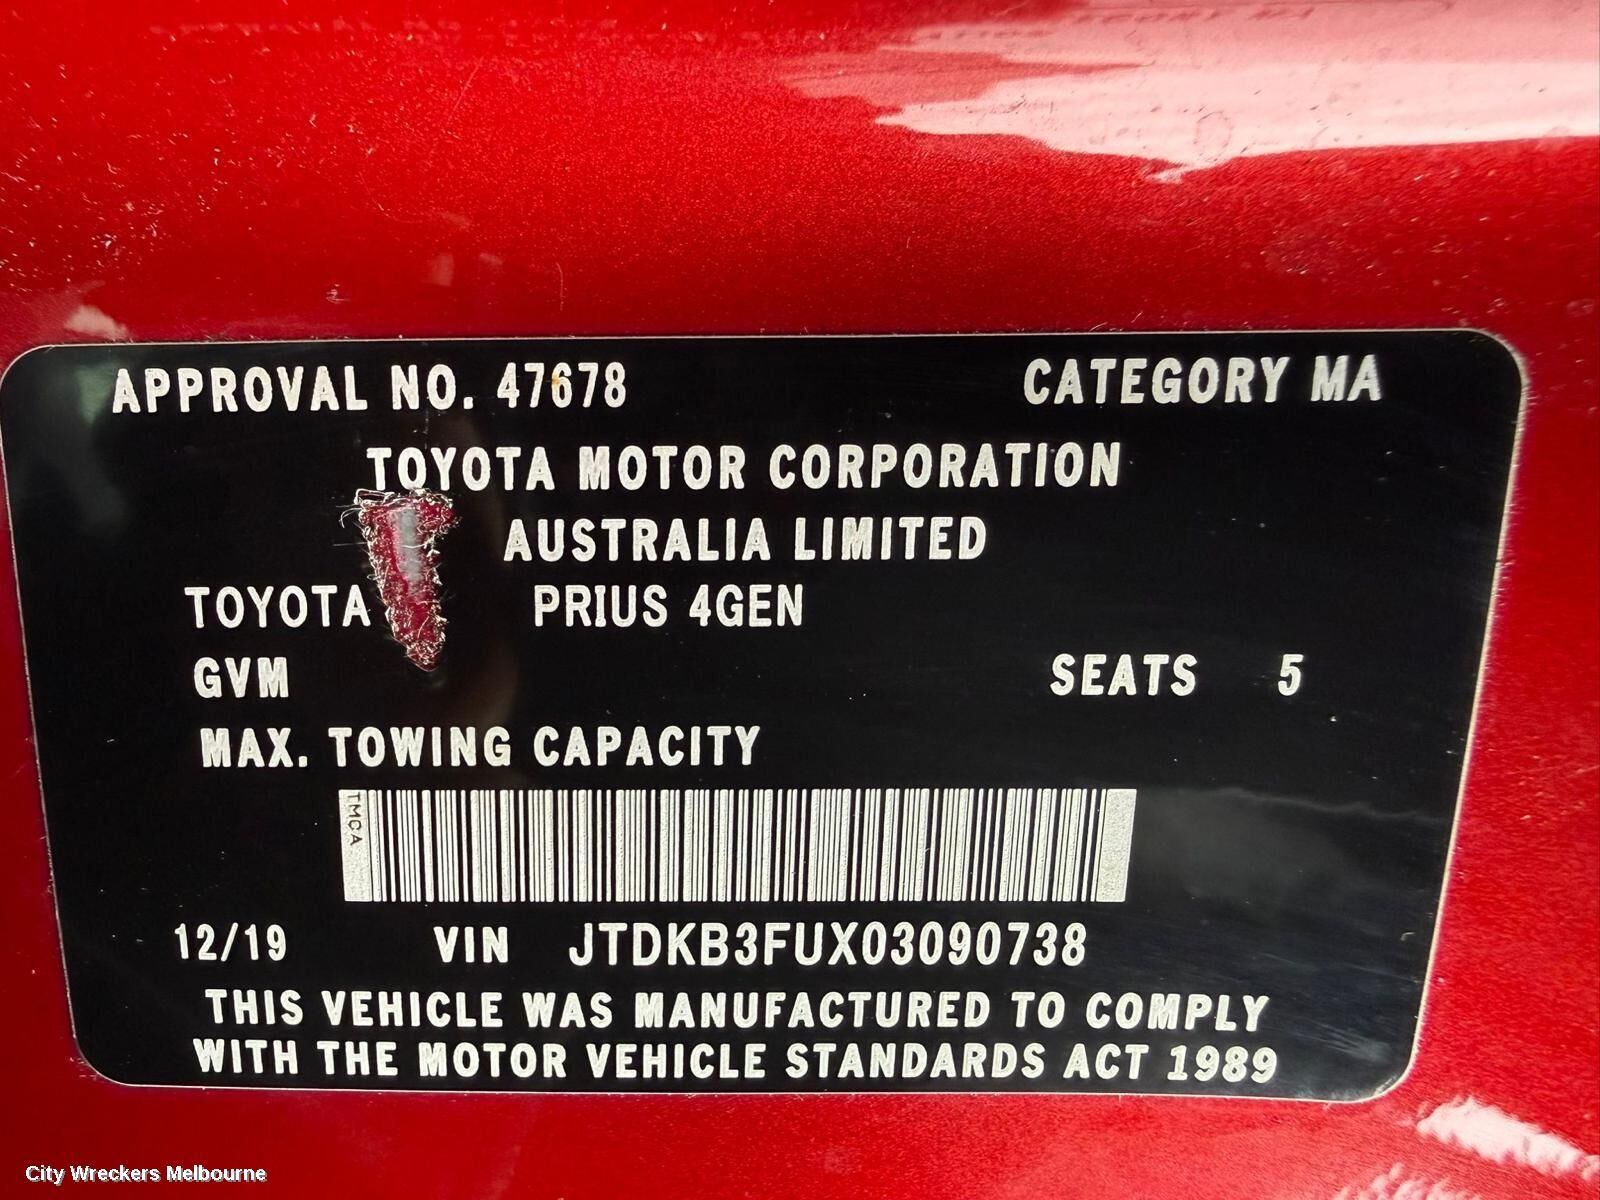 APPROVAL NO. 47678 CATEGORY MA
TOYOTA MOTOR CORPORATION
AUSTRALIA LIMITED
TOYOTA PRIUS 4GEN
GVM SEATS 5
MAX. TOWING CAPACITY
TMCA
12/19 VIN JTDKB3FUX03090738
THIS VEHICLE WAS MANUFACTURED TO COMPLY
WITH THE MOTOR VEHICLE STANDARDS ACT 1989
City Wreckers Melbourne